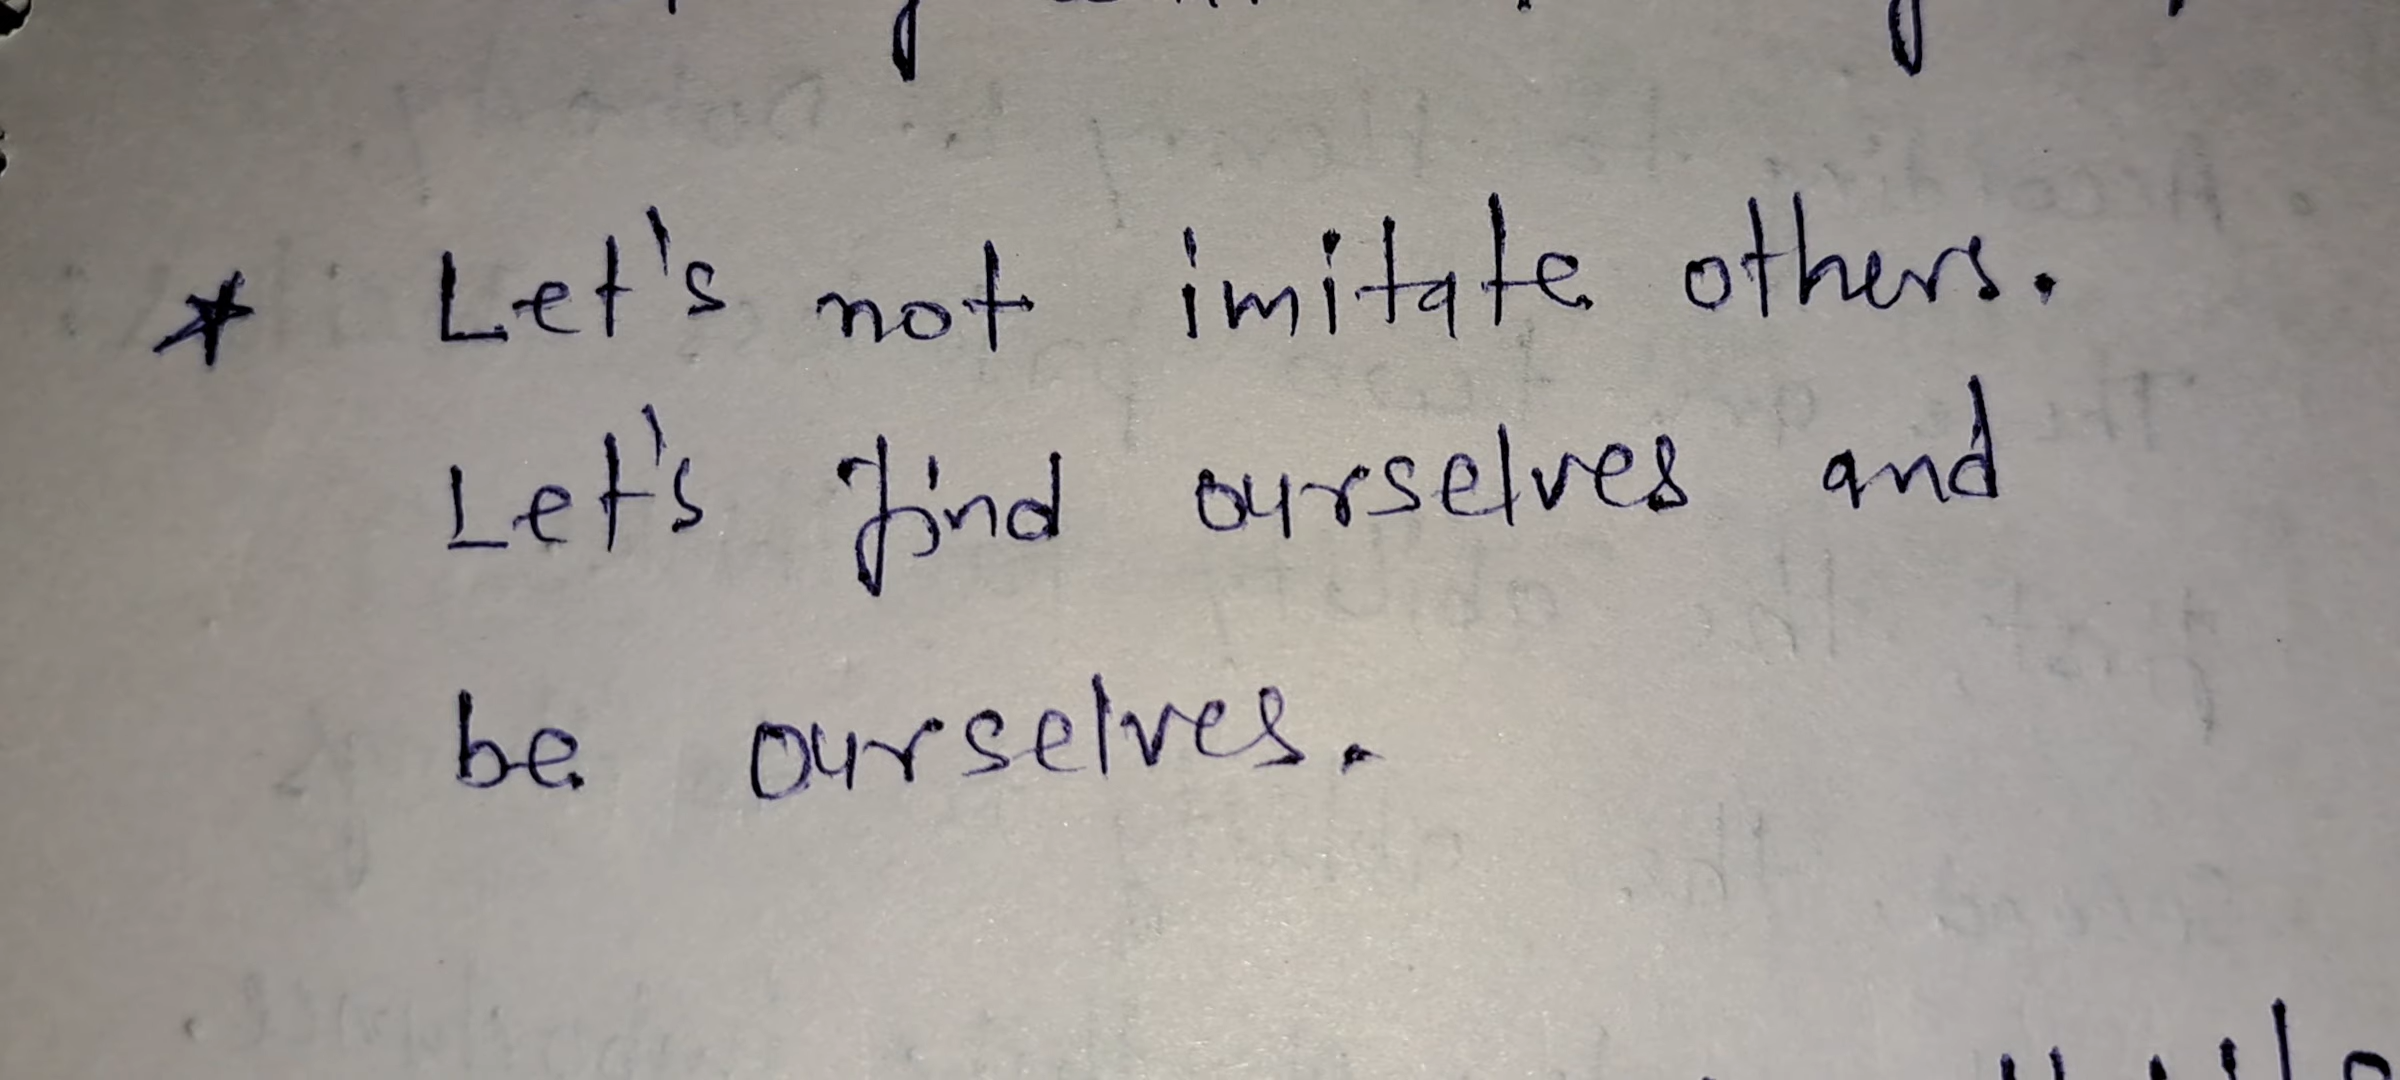 * Let's not imitate others.
Let's find ourselves and
be ourselves.